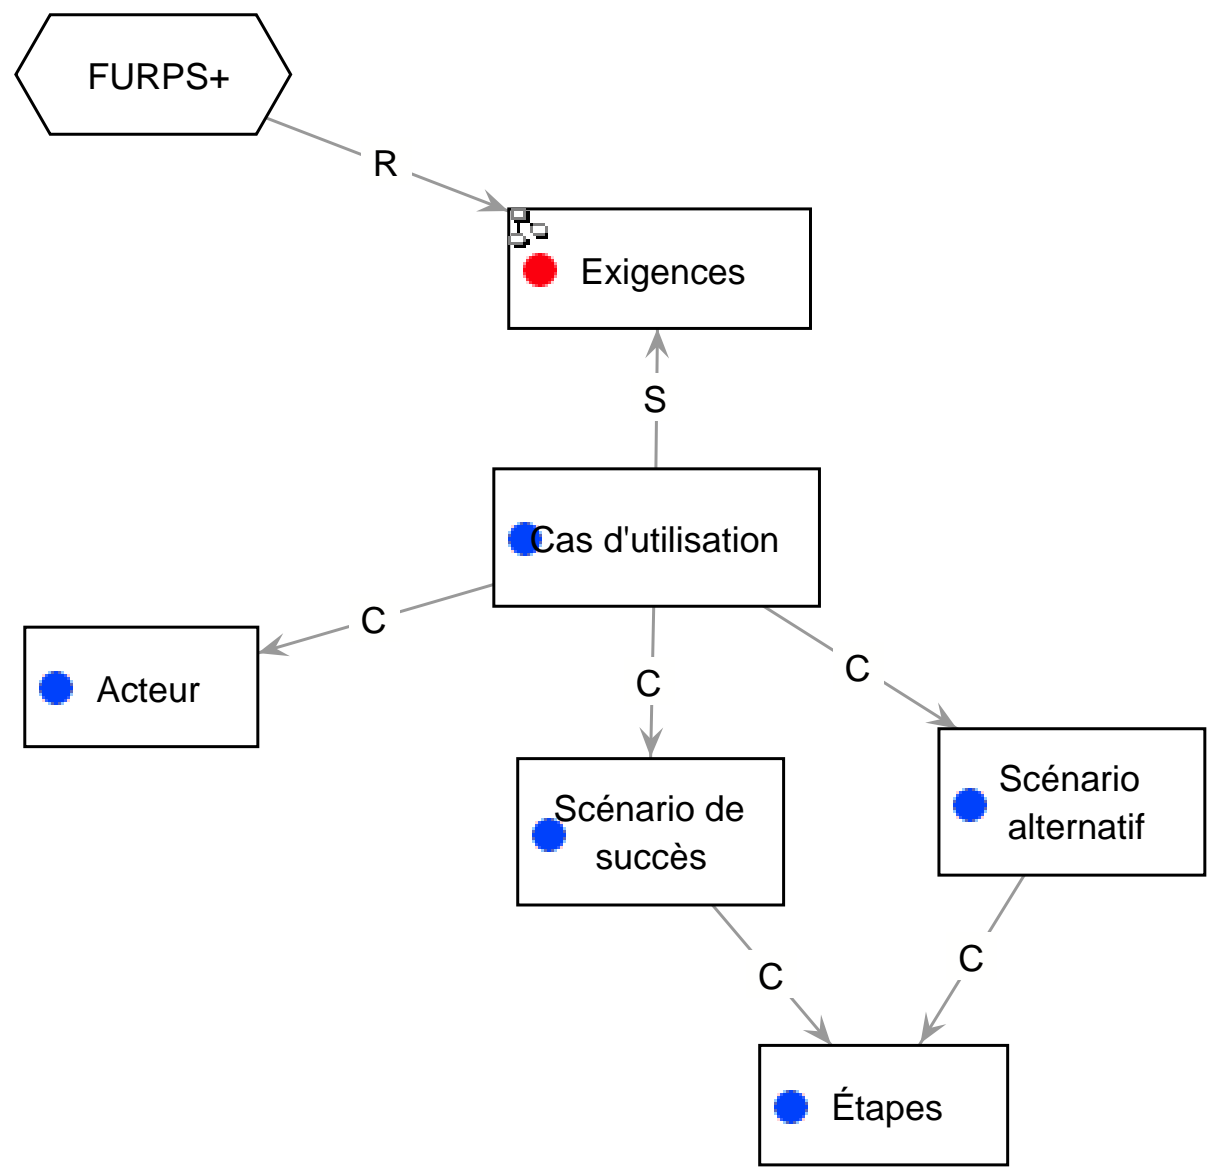 FURPS+
R
Exigences
S
Cas d'utilisation
C
Acteur
C
C
Scénario de
succès
Scénario
alternatif
C
C
Étapes